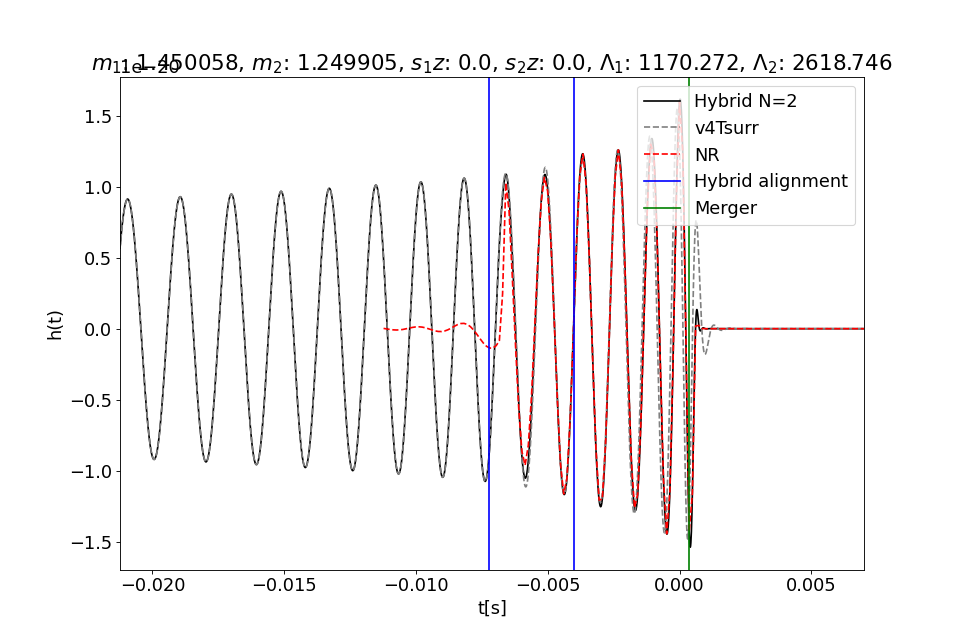 m₁: 1.450058, m₂: 1.249905, s₁z: 0.0, s₂z: 0.0, Λ₁: 1170.272, Λ₂: 2618.746
1.5
1.0
0.5
0.0
−0.5
−1.0
−1.5
h(t)
Hybrid N=2
v4Tsurr
NR
Hybrid alignment
Merger
−0.020
−0.015
−0.010
−0.005
0.000
0.005
t[s]